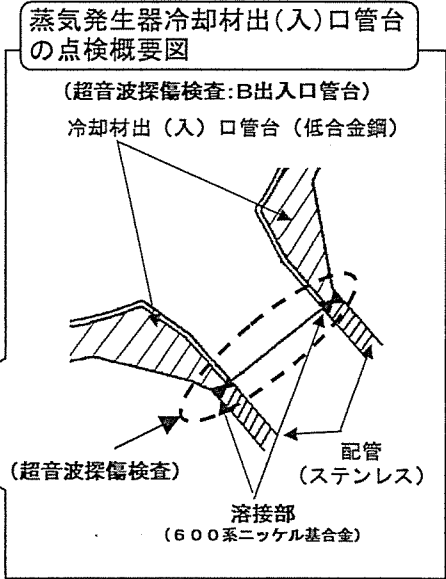 蒸気発生器冷却材出(入)口管台
の点検概要図
(超音波探傷検査:B出入口管台)
冷却材出(入)口管台(低合金鋼)
(超音波探傷検査)
配管
(ステンレス)
溶接部
(600系ニッケル基合金)